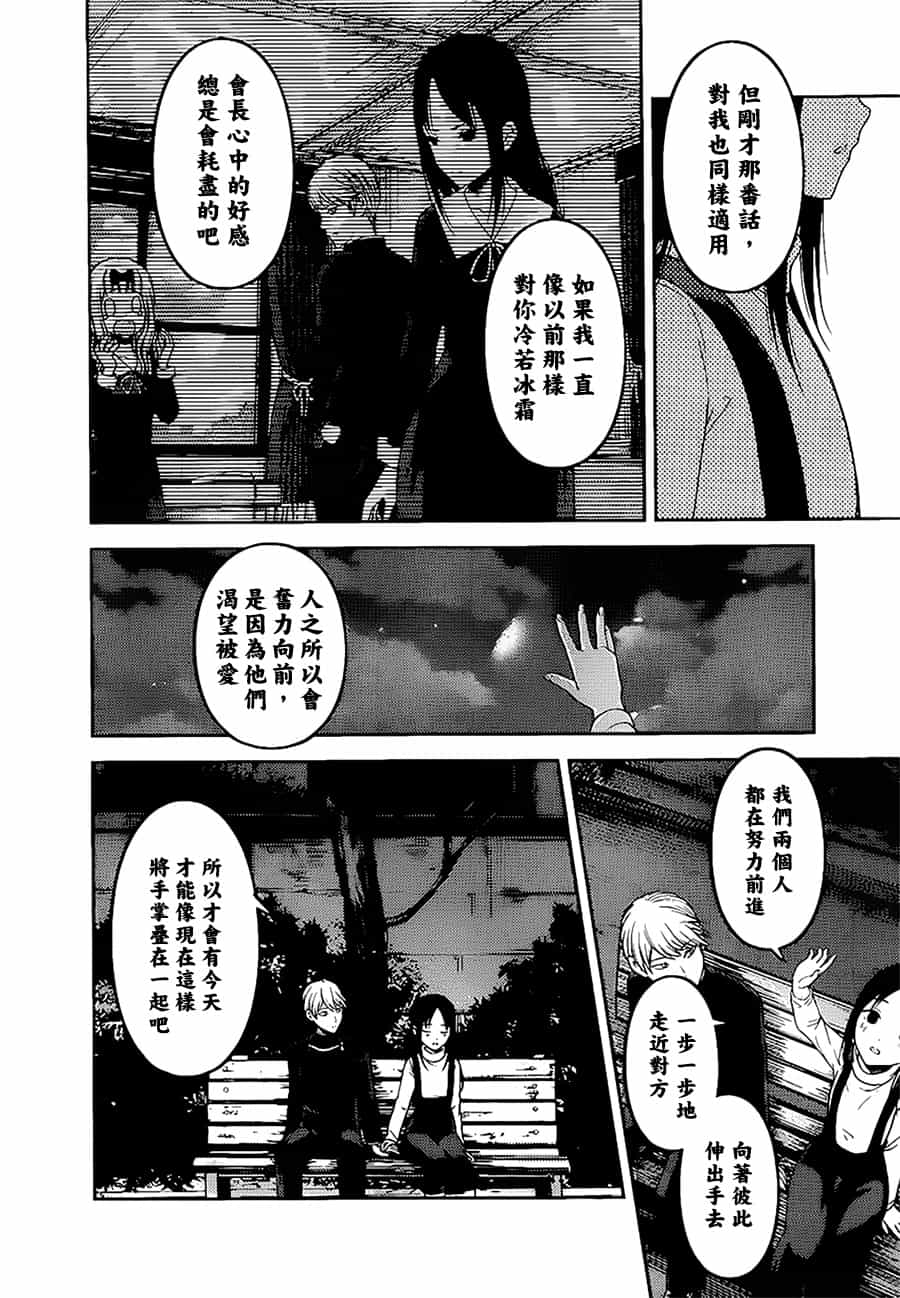 但剛才那番話，
對我也同樣適用
如果我一直
像以前那樣
對你冷若冰霜
會長心中的好感
總是會耗盡的吧
人之所以會
奮力向前，
是因為他們
渴望被愛
我們兩個人
都在努力前進
一步一步地
走近對方
向著彼此
伸出手去
所以才會有今天
才能像現在這樣
將手掌疊在一起吧